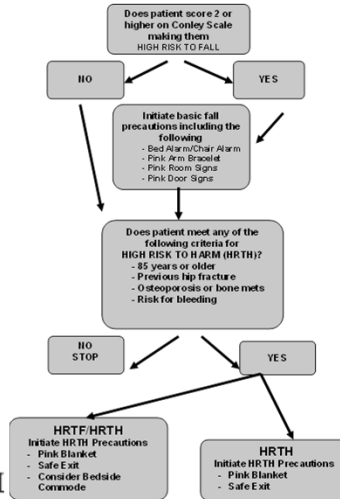 Does patient score 2 or
higher on Conley Scale
making them
HIGH RISK TO FALL
NO
YES
Initiate basic fall
precautions including the
following
- Bed Alarm/Chair Alarm
- Pink Arm Bracelet
- Pink Room Signs
- Pink Door Signs
Does patient meet any of the
following criteria for
HIGH RISK TO HARM (HRTH)?
- 85 years or older
- Previous hip fracture
- Osteoporosis or bone mets
- Risk for bleeding
NO
STOP
YES
HRTF/HRTH
Initiate HRTH Precautions
- Pink Blanket
- Safe Exit
- Consider Bedside
Commode
HRTH
Initiate HRTH Precautions
- Pink Blanket
- Safe Exit